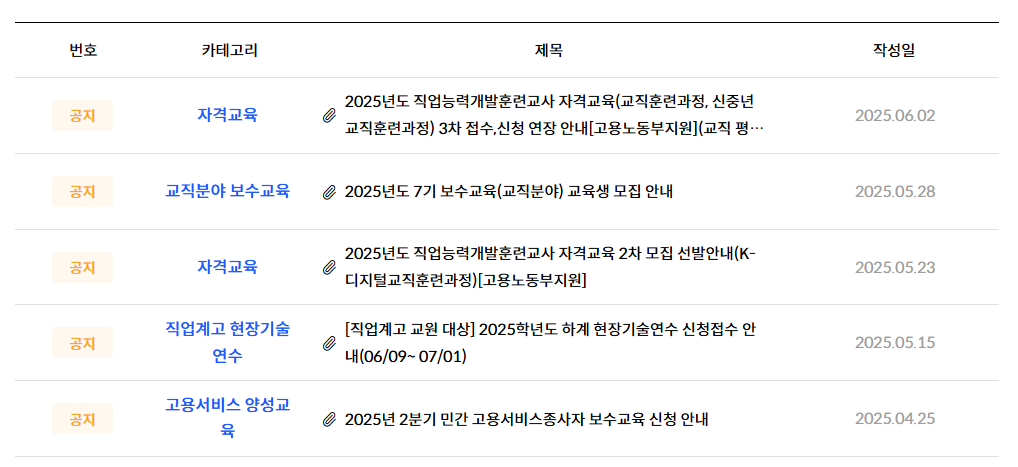 번호 카테고리 제목 작성일
공지 자격교육 2025년도 직업능력개발훈련교사 자격교육(교직훈련과정, 신중년
교직훈련과정) 3차 접수,신청 연장 안내[고용노동부지원](교직 평… 2025.06.02
공지 교직분야 보수교육 2025년도 7기 보수교육(교직분야) 교육생 모집 안내 2025.05.28
공지 자격교육 2025년도 직업능력개발훈련교사 자격교육 2차 모집 선발안내(K-
디지털교직훈련과정)[고용노동부지원] 2025.05.23
공지 직업계고 현장기술
연수 [직업계고 교원 대상] 2025학년도 하계 현장기술연수 신청접수 안
내(06/09~ 07/01) 2025.05.15
공지 고용서비스 양성교
육 2025년 2분기 민간 고용서비스종사자 보수교육 신청 안내 2025.04.25